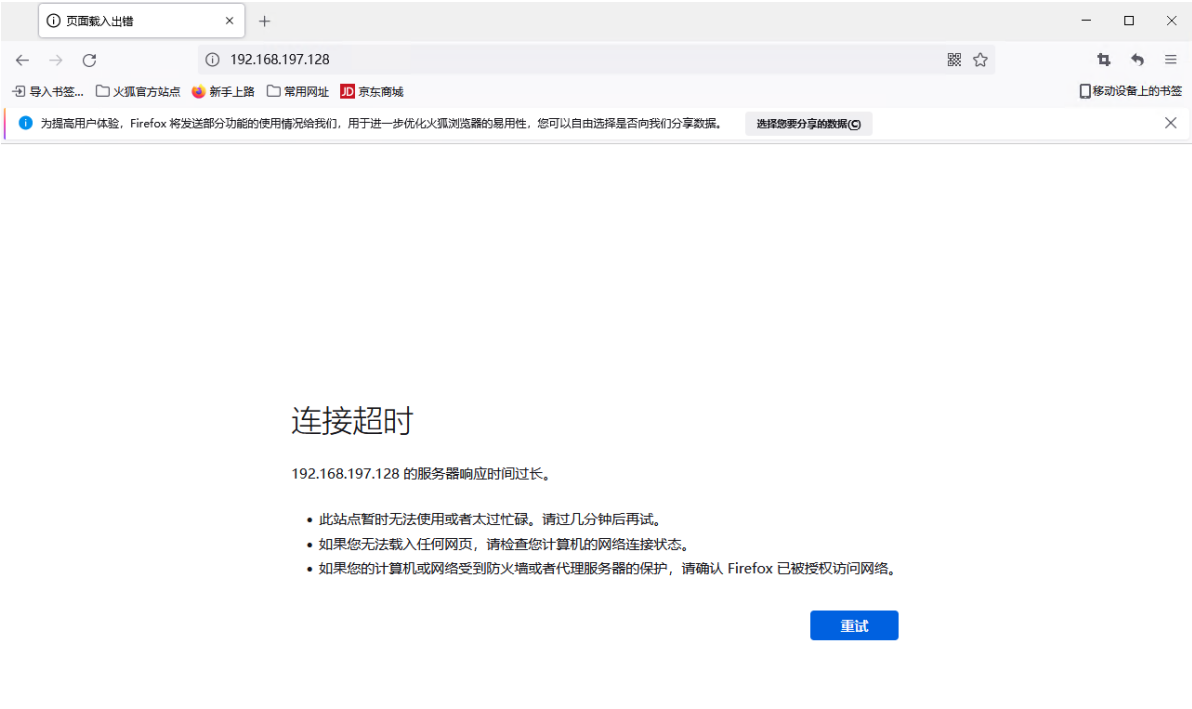 页面载入出错
192.168.197.128
导入书签... 火狐官方站点 新手上路 常用网址 JD 京东商城 移动设备上的书签
为提高用户体验，Firefox 将发送部分功能的使用情况给我们，用于进一步优化火狐浏览器的易用性，您可以自由选择是否向我们分享数据。 选择您要分享的数据(C)
连接超时
192.168.197.128 的服务器响应时间过长。
• 此站点暂时无法使用或者太过忙碌。请过几分钟后再试。
• 如果您无法载入任何网页，请检查您计算机的网络连接状态。
• 如果您的计算机或网络受到防火墙或者代理服务器的保护，请确认 Firefox 已被授权访问网络。
重试